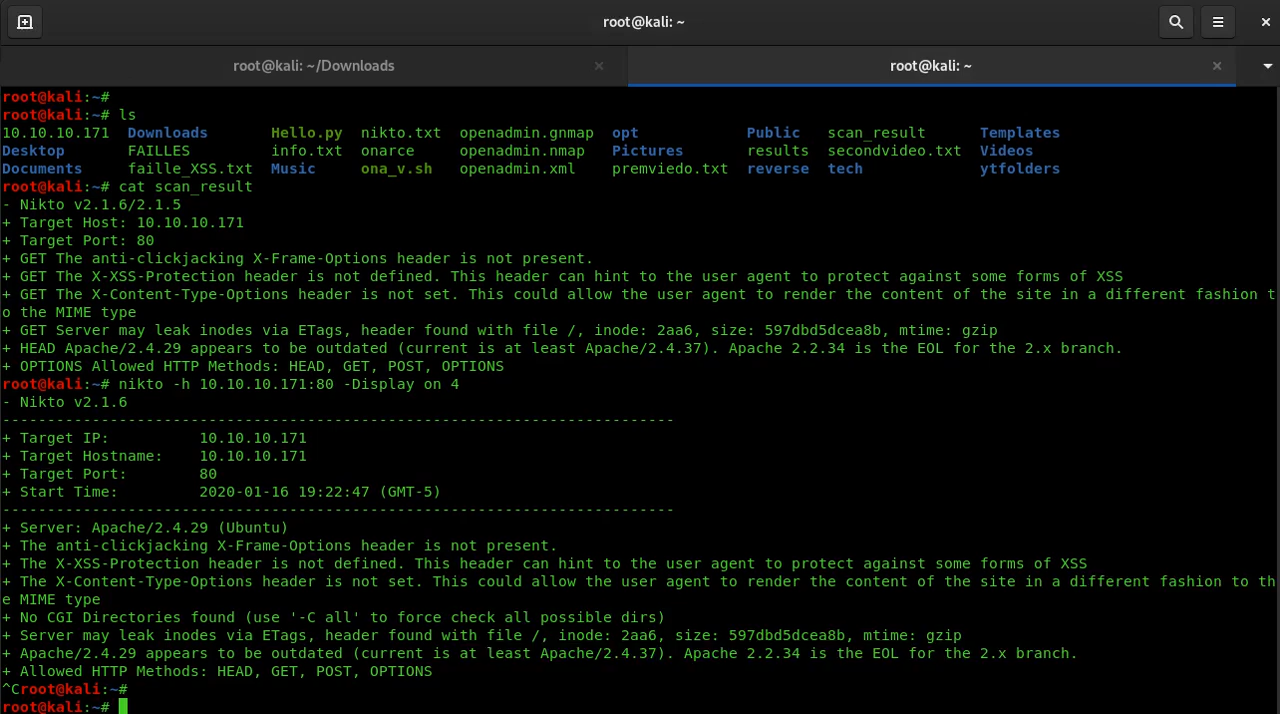 root@kali: ~
root@kali: ~/Downloads
root@kali: ~
root@kali:~#
root@kali:~# ls
10.10.10.171  Downloads       Hello.py  nikto.txt  openadmin.gnmap  opt            Public   scan_result      Templates
Desktop       FAILLES         info.txt  onarce     openadmin.nmap   Pictures       results  secondvideo.txt  Videos
Documents     faille_XSS.txt  Music     ona_v.sh   openadmin.xml    premviedo.txt  reverse  tech             ytfolders
root@kali:~# cat scan_result
- Nikto v2.1.6/2.1.5
+ Target Host: 10.10.10.171
+ Target Port: 80
+ GET The anti-clickjacking X-Frame-Options header is not present.
+ GET The X-XSS-Protection header is not defined. This header can hint to the user agent to protect against some forms of XSS
+ GET The X-Content-Type-Options header is not set. This could allow the user agent to render the content of the site in a different fashion t
o the MIME type
+ GET Server may leak inodes via ETags, header found with file /, inode: 2aa6, size: 597dbd5dcea8b, mtime: gzip
+ HEAD Apache/2.4.29 appears to be outdated (current is at least Apache/2.4.37). Apache 2.2.34 is the EOL for the 2.x branch.
+ OPTIONS Allowed HTTP Methods: HEAD, GET, POST, OPTIONS
root@kali:~# nikto -h 10.10.10.171:80 -Display on 4
- Nikto v2.1.6
---------------------------------------------------------------------------
+ Target IP:          10.10.10.171
+ Target Hostname:    10.10.10.171
+ Target Port:        80
+ Start Time:         2020-01-16 19:22:47 (GMT-5)
---------------------------------------------------------------------------
+ Server: Apache/2.4.29 (Ubuntu)
+ The anti-clickjacking X-Frame-Options header is not present.
+ The X-XSS-Protection header is not defined. This header can hint to the user agent to protect against some forms of XSS
+ The X-Content-Type-Options header is not set. This could allow the user agent to render the content of the site in a different fashion to th
e MIME type
+ No CGI Directories found (use '-C all' to force check all possible dirs)
+ Server may leak inodes via ETags, header found with file /, inode: 2aa6, size: 597dbd5dcea8b, mtime: gzip
+ Apache/2.4.29 appears to be outdated (current is at least Apache/2.4.37). Apache 2.2.34 is the EOL for the 2.x branch.
+ Allowed HTTP Methods: HEAD, GET, POST, OPTIONS
^Croot@kali:~#
root@kali:~#